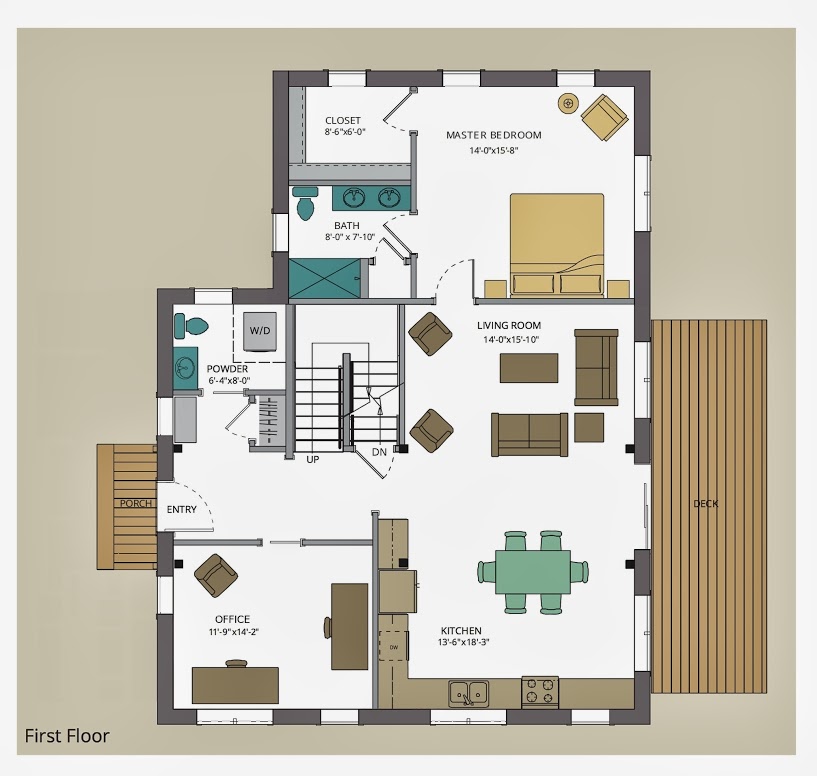 CLOSET
8'-6"x6'-0"
MASTER BEDROOM
14'-0"x15'-8"
BATH
8'-0" x 7'-10"
W/D
LIVING ROOM
14'-0"x15'-10"
POWDER
6'-4"x8'-0"
UP
DN
PORCH
ENTRY
DECK
OFFICE
11'-9"x14'-2"
KITCHEN
13'-6"x18'-3"
DW
First Floor